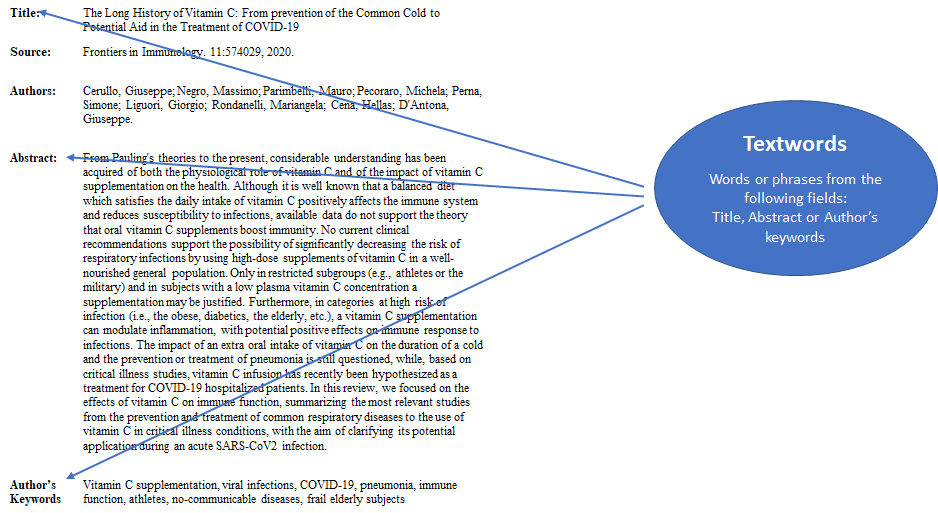 Title: The Long History of Vitamin C: From prevention of the Common Cold to
Potential Aid in the Treatment of COVID-19
Source: Frontiers in Immunology. 11:574029, 2020.
Authors: Cerullo, Giuseppe; Negro, Massimo; Parimbelli, Mauro; Pecoraro, Michela; Perna,
Simone; Liguori, Giorgio; Rondanelli, Mariangela; Cena, Hellas; D'Antona,
Giuseppe.
Abstract: From Pauling's theories to the present, considerable understanding has been
acquired of both the physiological role of vitamin C and of the impact of vitamin C
supplementation on the health. Although it is well known that a balanced diet
which satisfies the daily intake of vitamin C positively affects the immune system
and reduces susceptibility to infections, available data do not support the theory
that oral vitamin C supplements boost immunity. No current clinical
recommendations support the possibility of significantly decreasing the risk of
respiratory infections by using high-dose supplements of vitamin C in a well-
nourished general population. Only in restricted subgroups (e.g., athletes or the
military) and in subjects with a low plasma vitamin C concentration a
supplementation may be justified. Furthermore, in categories at high risk of
infection (i.e., the obese, diabetics, the elderly, etc.), a vitamin C supplementation
can modulate inflammation, with potential positive effects on immune response to
infections. The impact of an extra oral intake of vitamin C on the duration of a cold
and the prevention or treatment of pneumonia is still questioned, while, based on
critical illness studies, vitamin C infusion has recently been hypothesized as a
treatment for COVID-19 hospitalized patients. In this review, we focused on the
effects of vitamin C on immune function, summarizing the most relevant studies
from the prevention and treatment of common respiratory diseases to the use of
vitamin C in critical illness conditions, with the aim of clarifying its potential
application during an acute SARS-CoV2 infection.
Author's Vitamin C supplementation, viral infections, COVID-19, pneumonia, immune
Keywords function, athletes, no-communicable diseases, frail elderly subjects
Textwords
Words or phrases from the
following fields:
Title, Abstract or Author's
keywords